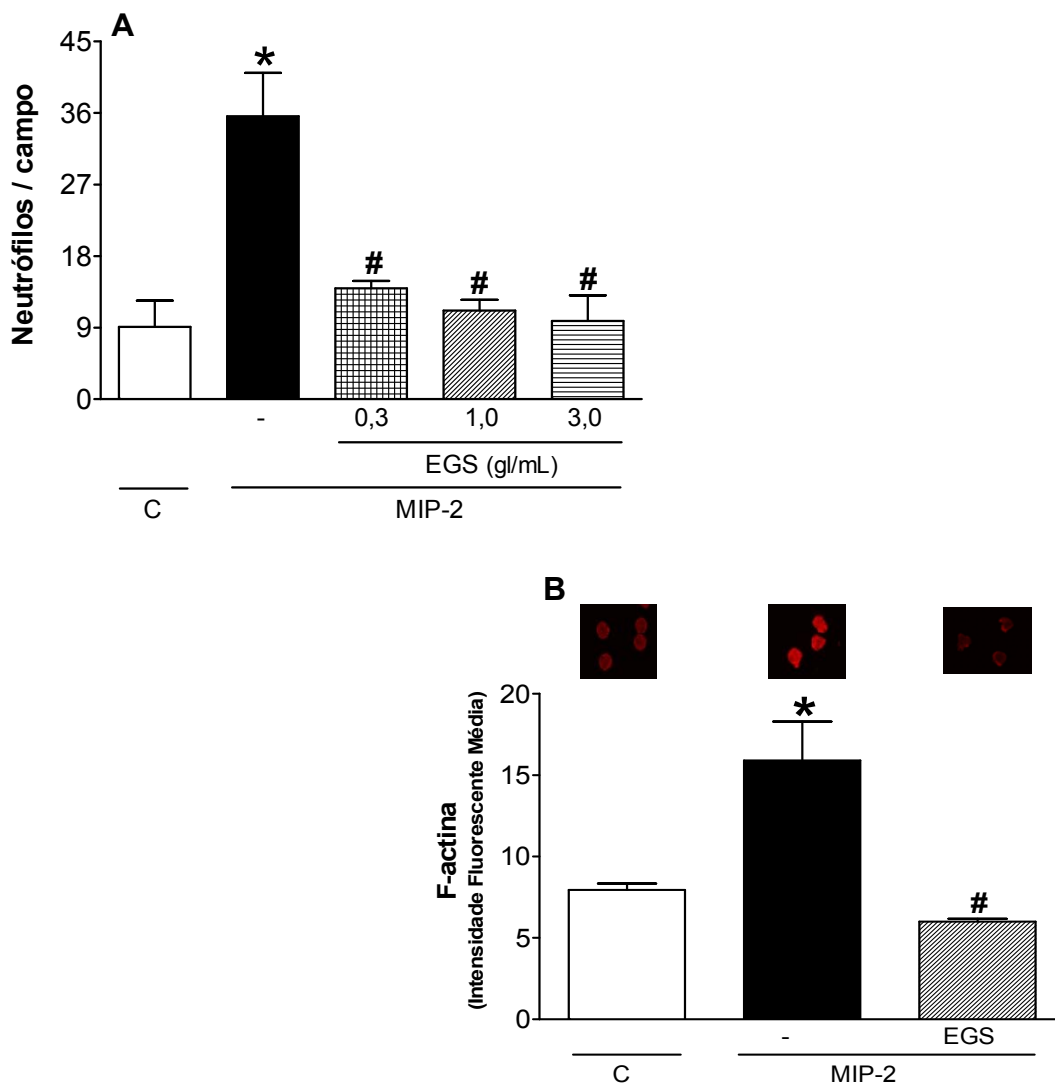 A
Neutrófilos / campo
45
36
27
18
9
0
*
#
#
#
-
0,3
1,0
3,0
EGS (gl/mL)
C
MIP-2
B
F-actina
(Intensidade Fluorescente Média)
20
15
10
5
0
*
#
-
EGS
C
MIP-2